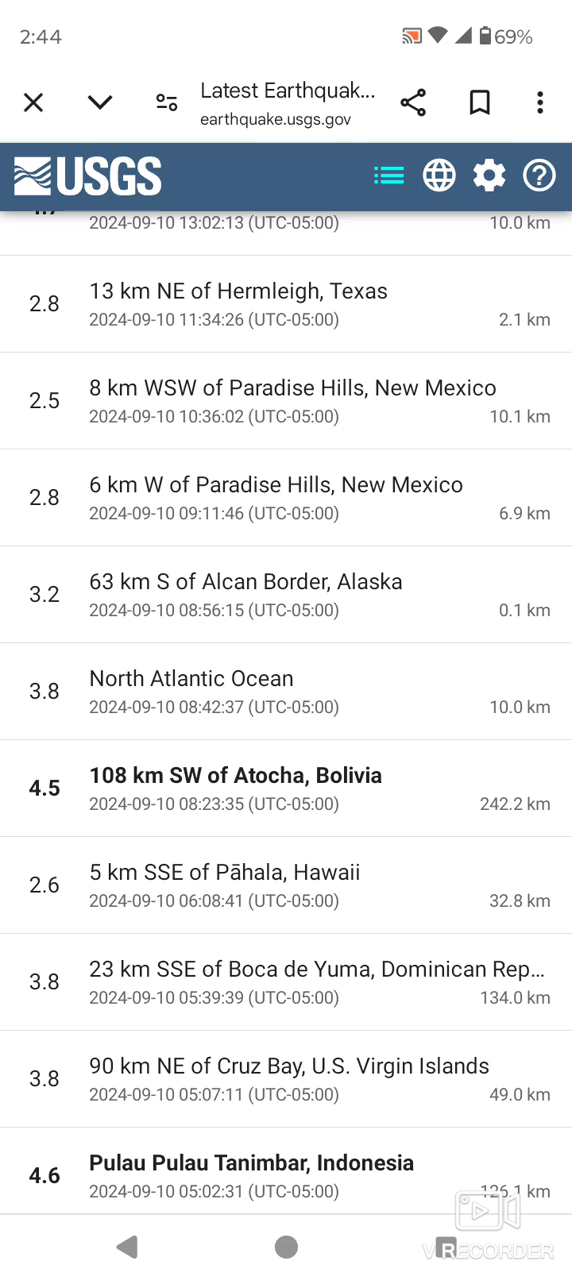 2:44
69%
Latest Earthquak...
earthquake.usgs.gov
USGS
2024-09-10 13:02:13 (UTC-05:00) 10.0 km
2.8 13 km NE of Hermleigh, Texas
2024-09-10 11:34:26 (UTC-05:00) 2.1 km
2.5 8 km WSW of Paradise Hills, New Mexico
2024-09-10 10:36:02 (UTC-05:00) 10.1 km
2.8 6 km W of Paradise Hills, New Mexico
2024-09-10 09:11:46 (UTC-05:00) 6.9 km
3.2 63 km S of Alcan Border, Alaska
2024-09-10 08:56:15 (UTC-05:00) 0.1 km
3.8 North Atlantic Ocean
2024-09-10 08:42:37 (UTC-05:00) 10.0 km
4.5 108 km SW of Atocha, Bolivia
2024-09-10 08:23:35 (UTC-05:00) 242.2 km
2.6 5 km SSE of Pāhala, Hawaii
2024-09-10 06:08:41 (UTC-05:00) 32.8 km
3.8 23 km SSE of Boca de Yuma, Dominican Rep...
2024-09-10 05:39:39 (UTC-05:00) 134.0 km
3.8 90 km NE of Cruz Bay, U.S. Virgin Islands
2024-09-10 05:07:11 (UTC-05:00) 49.0 km
4.6 Pulau Pulau Tanimbar, Indonesia
2024-09-10 05:02:31 (UTC-05:00) 126.1 km
VRECORDER